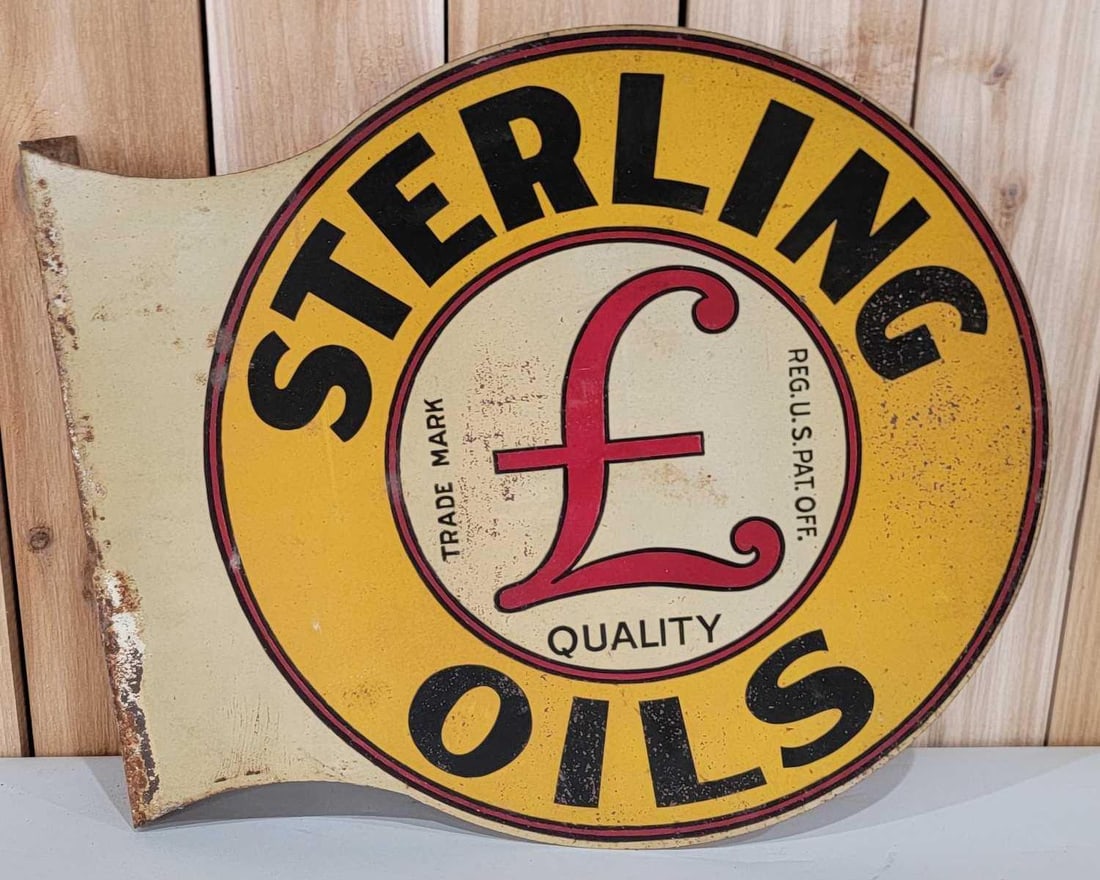 STERLING
TRADE MARK
£
REG. U. S. PAT. OFF.
QUALITY
OILS